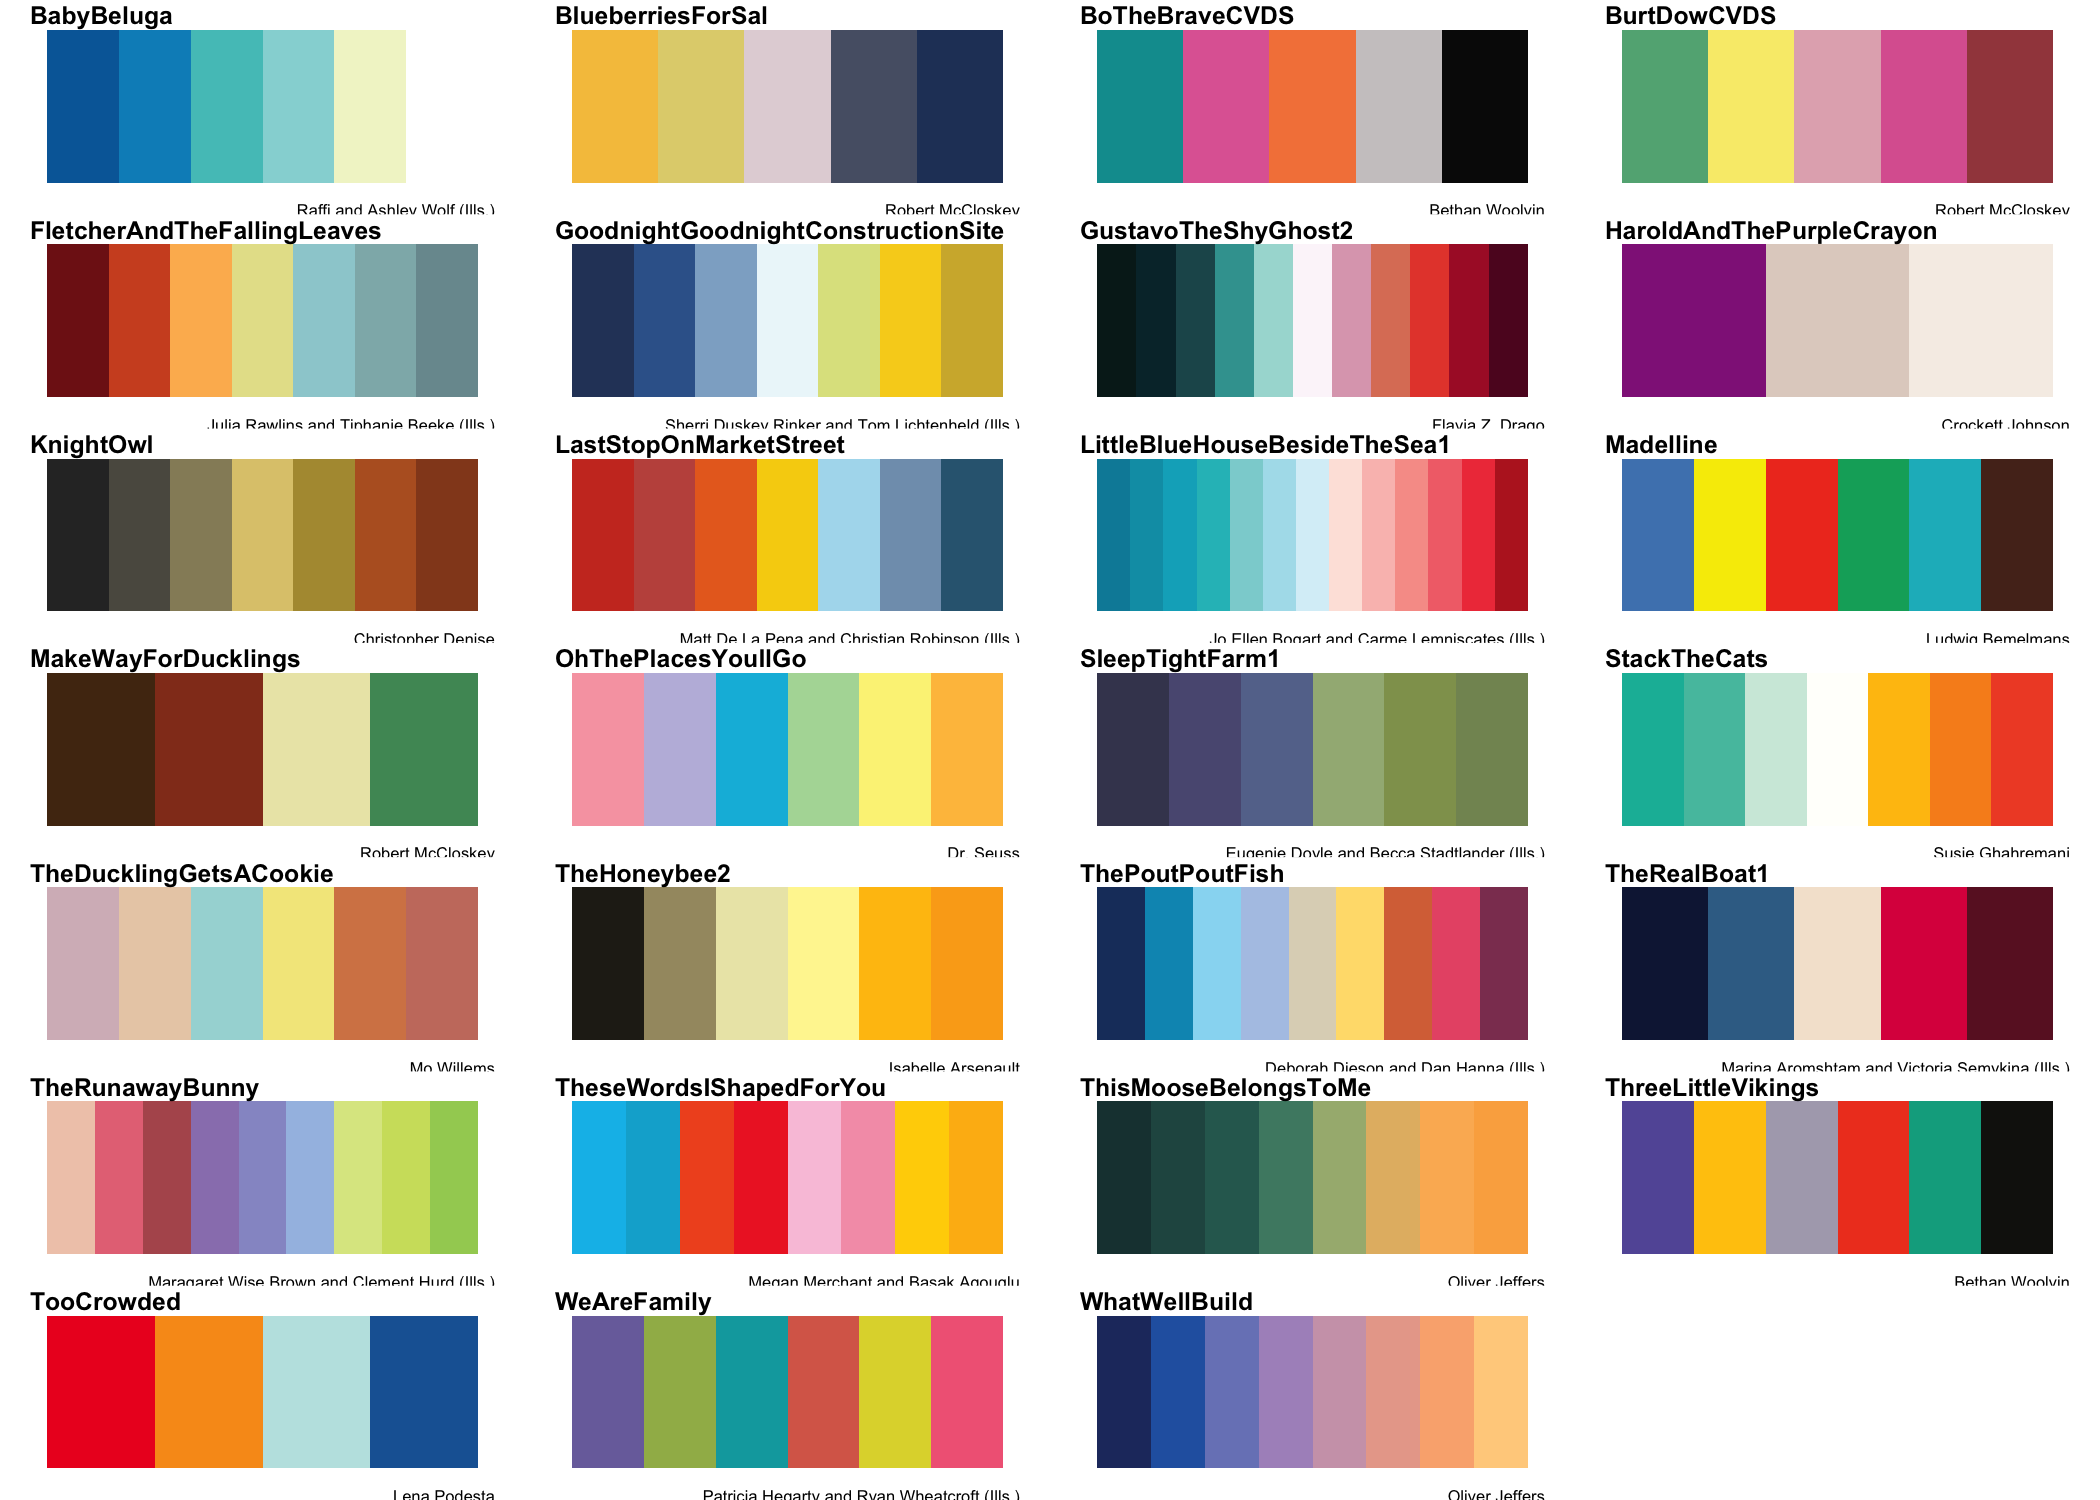 BabyBeluga
BlueberriesForSal
BoTheBraveCVDS
BurtDowCVDS
Raffi and Ashley Wolf (Ills.)
Robert McCloskey
Bethan Woolvin
Robert McCloskey
FletcherAndTheFallingLeaves
GoodnightGoodnightConstructionSite
GustavoTheShyGhost2
HaroldAndThePurpleCrayon
Julia Rawlins and Tiphanie Beeke (Ills.)
Sherri Duskey Rinker and Tom Lichtenheld (Ills.)
Flavia Z. Drago
Crockett Johnson
KnightOwl
LastStopOnMarketStreet
LittleBlueHouseBesideTheSea1
Madelline
Christopher Denise
Matt De La Pena and Christian Robinson (Ills.)
Jo Ellen Bogart and Carme Lemniscates (Ills.)
Ludwig Bemelmans
MakeWayForDucklings
OhThePlacesYoullGo
SleepTightFarm1
StackTheCats
Robert McCloskey
Dr. Seuss
Eugenie Doyle and Becca Stadtlander (Ills.)
Susie Ghahremani
TheDucklingGetsACookie
TheHoneybee2
ThePoutPoutFish
TheRealBoat1
Mo Willems
Isabelle Arsenault
Deborah Dieson and Dan Hanna (Ills.)
Marina Aromshtam and Victoria Semykina (Ills.)
TheRunawayBunny
TheseWordsIShapedForYou
ThisMooseBelongsToMe
ThreeLittleVikings
Maragaret Wise Brown and Clement Hurd (Ills.)
Megan Merchant and Basak Agouglu
Oliver Jeffers
Bethan Woolvin
TooCrowded
WeAreFamily
WhatWellBuild
Lena Podesta
Patricia Hegarty and Ryan Wheatcroft (Ills.)
Oliver Jeffers